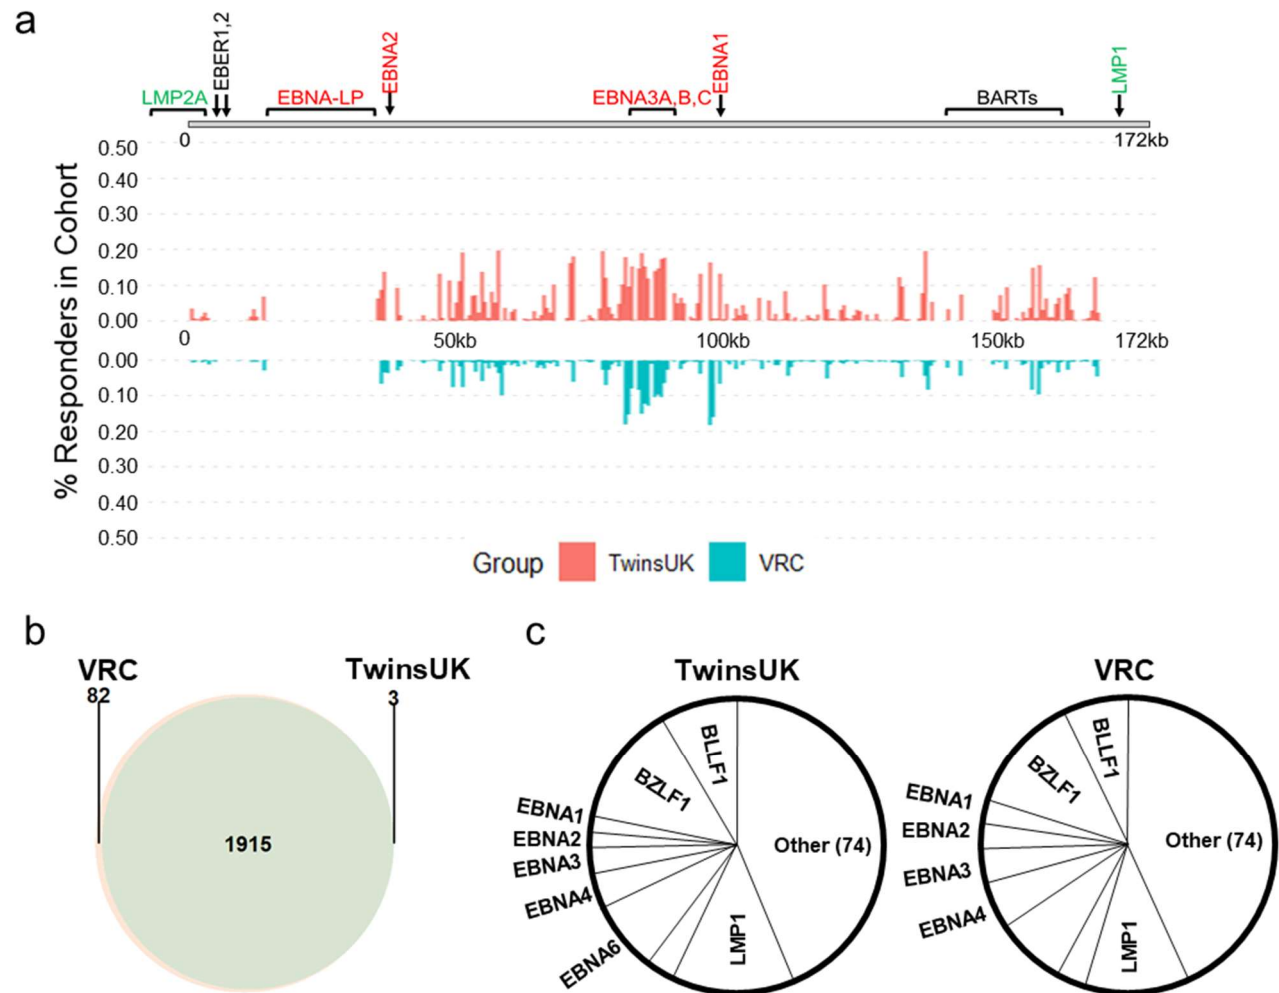 a
LMP2A
EBER1,2
EBNA-LP
EBNA2
EBNA3A,B,C
EBNA1
BARTs
LMP1
0
172kb
% Responders in Cohort
0.50
0.40
0.30
0.20
0.10
0.00
0 50kb 100kb 150kb 172kb
0.00
0.10
0.20
0.30
0.40
0.50
Group TwinsUK VRC
b
VRC
82
TwinsUK
3
1915
c
TwinsUK
BLLF1
BZLF1
EBNA1
EBNA2
EBNA3
EBNA4
EBNA6
LMP1
Other (74)
VRC
BLLF1
BZLF1
EBNA1
EBNA2
EBNA3
EBNA4
LMP1
Other (74)